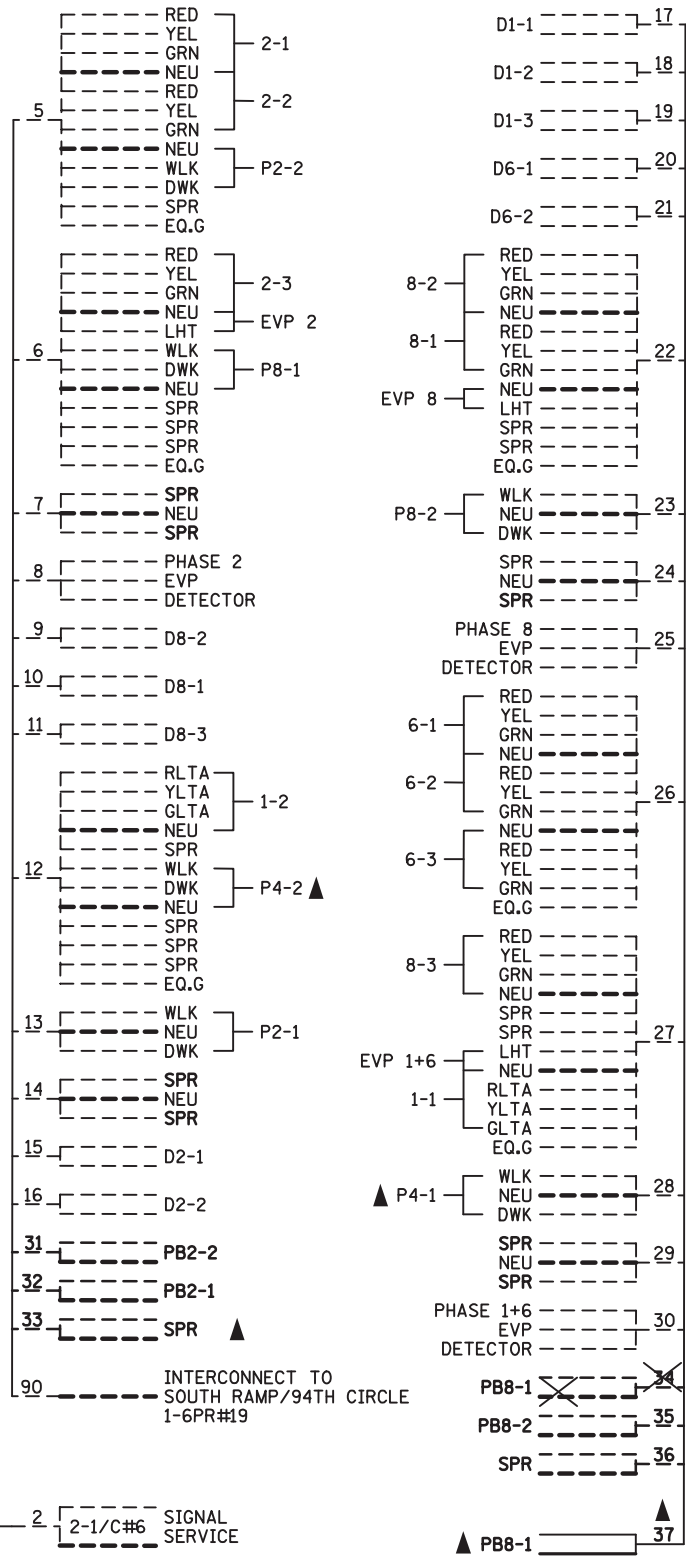 RED
YEL
GRN
2-1
NEU
RED
YEL
2-2
5
GRN
NEU
WLK
P2-2
DWK
SPR
EQ.G
RED
YEL
2-3
GRN
NEU
EVP 2
LHT
6
WLK
DWK
P8-1
NEU
SPR
SPR
SPR
EQ.G
7
SPR
NEU
SPR
8
PHASE 2
EVP
DETECTOR
9
D8-2
10
D8-1
11
D8-3
RLTA
YLTA
1-2
GLTA
NEU
SPR
12
WLK
DWK
P4-2
NEU
SPR
SPR
SPR
EQ.G
13
WLK
NEU
P2-1
DWK
14
SPR
NEU
SPR
15
D2-1
16
D2-2
31
PB2-2
32
PB2-1
33
SPR
90
INTERCONNECT TO
SOUTH RAMP/94TH CIRCLE
1-6PR#19
2
2-1/C#6
SIGNAL
SERVICE
D1-1
17
D1-2
18
D1-3
19
D6-1
20
D6-2
21
RED
8-2
YEL
GRN
NEU
8-1
RED
YEL
22
GRN
EVP 8
NEU
LHT
SPR
SPR
EQ.G
WLK
P8-2
NEU
23
DWK
SPR
NEU
24
SPR
PHASE 8
EVP
25
DETECTOR
RED
6-1
YEL
GRN
NEU
6-2
RED
YEL
26
GRN
NEU
6-3
RED
YEL
GRN
EQ.G
RED
8-3
YEL
GRN
NEU
SPR
SPR
27
EVP 1+6
LHT
NEU
1-1
RLTA
YLTA
GLTA
EQ.G
WLK
P4-1
NEU
28
DWK
SPR
NEU
29
SPR
PHASE 1+6
EVP
30
DETECTOR
PB8-1
34
PB8-2
35
SPR
36
PB8-1
37